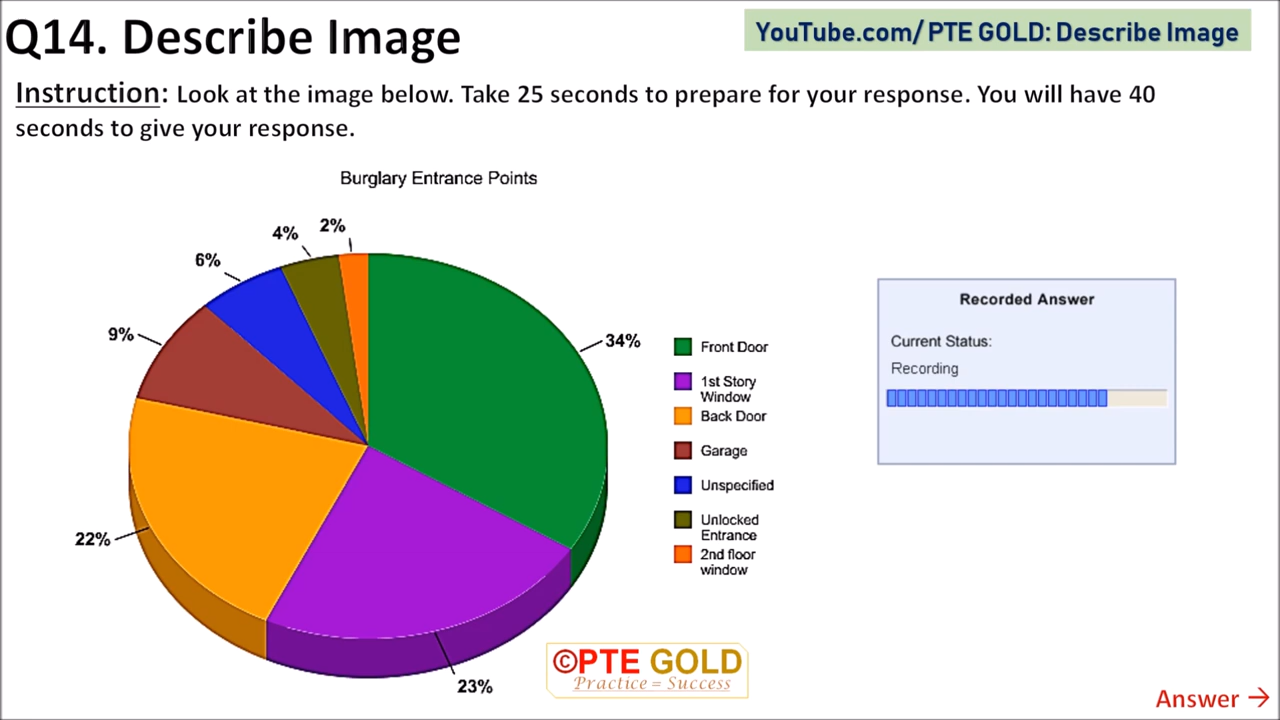 Q14. Describe Image
YouTube.com/ PTE GOLD: Describe Image
Instruction: Look at the image below. Take 25 seconds to prepare for your response. You will have 40
seconds to give your response.
Burglary Entrance Points
2%
4%
6%
9%
34%
22%
23%
Front Door
1st Story
Window
Back Door
Garage
Unspecified
Unlocked
Entrance
2nd floor
window
Recorded Answer
Current Status:
Recording
©PTE GOLD
Practice = Success
Answer →